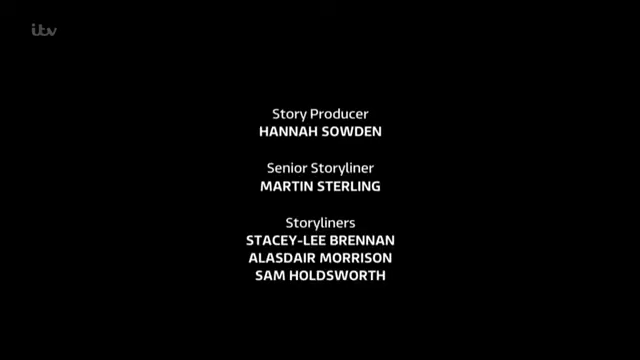 itv
Story Producer
HANNAH SOWDEN
Senior Storyliner
MARTIN STERLING
Storyliners
STACEY-LEE BRENNAN
ALASDAIR MORRISON
SAM HOLDSWORTH